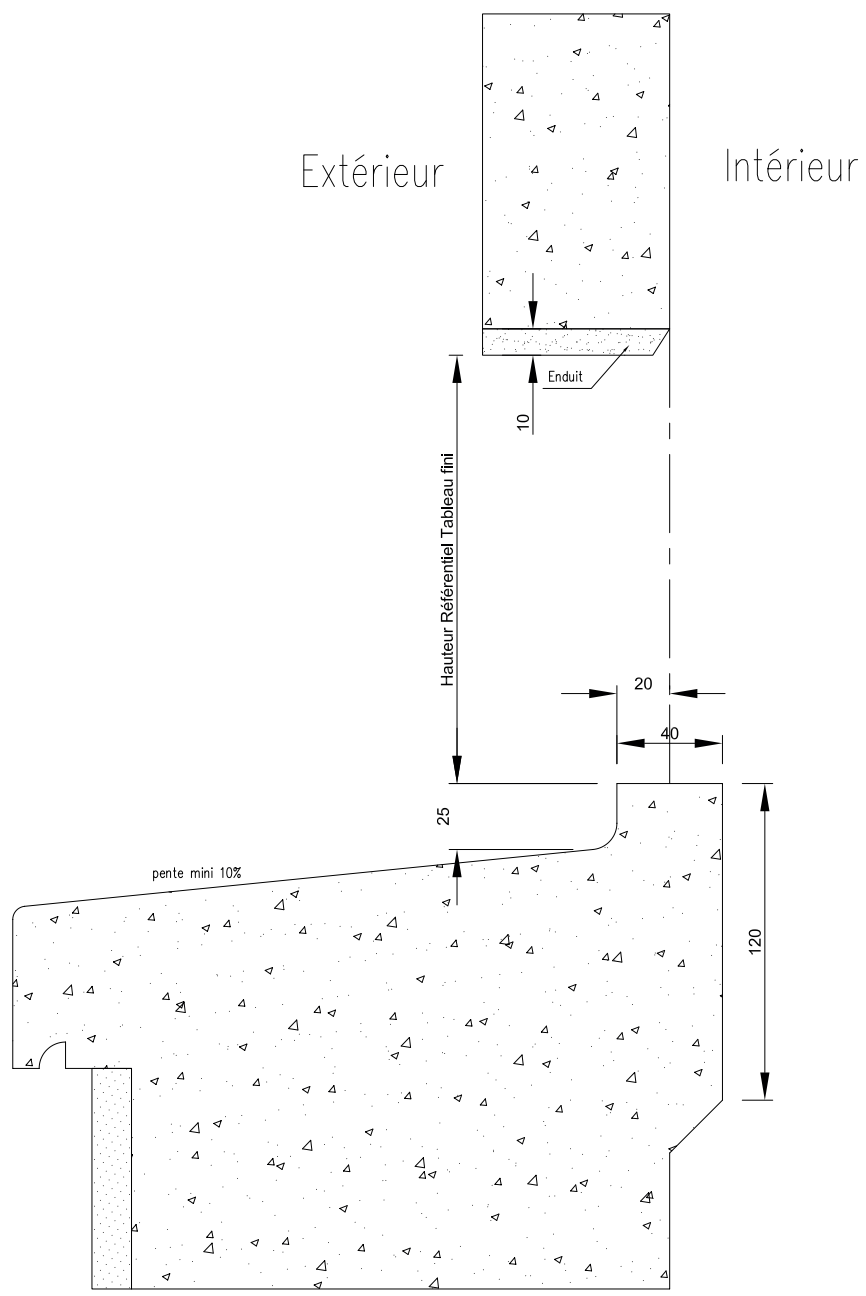 Extérieur
Intérieur
Enduit
10
Hauteur Référentiel Tableau fini
20
40
25
pente mini 10%
120